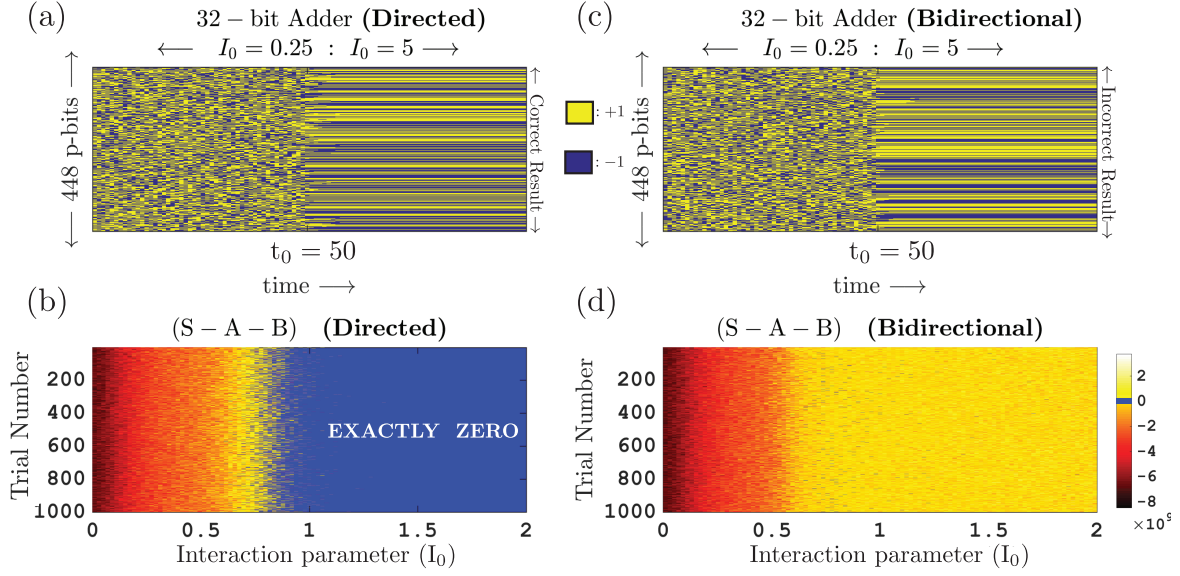 (a)
32 – bit Adder (Directed)
← I₀ = 0.25 : I₀ = 5 →
← 448 p-bits →
← Correct Result →
t₀ = 50
time →
: +1
: −1
(c)
32 – bit Adder (Bidirectional)
← I₀ = 0.25 : I₀ = 5 →
← 448 p-bits →
← Incorrect Result →
t₀ = 50
(b)
(S – A – B) (Directed)
Trial Number
200
400
600
800
1000
EXACTLY ZERO
0 0.5 1 1.5 2
Interaction parameter (I₀)
(d)
(S – A – B) (Bidirectional)
Trial Number
200
400
600
800
1000
0 0.5 1 1.5 2
Interaction parameter (I₀)
2
0
-2
-4
-6
-8
×10⁹